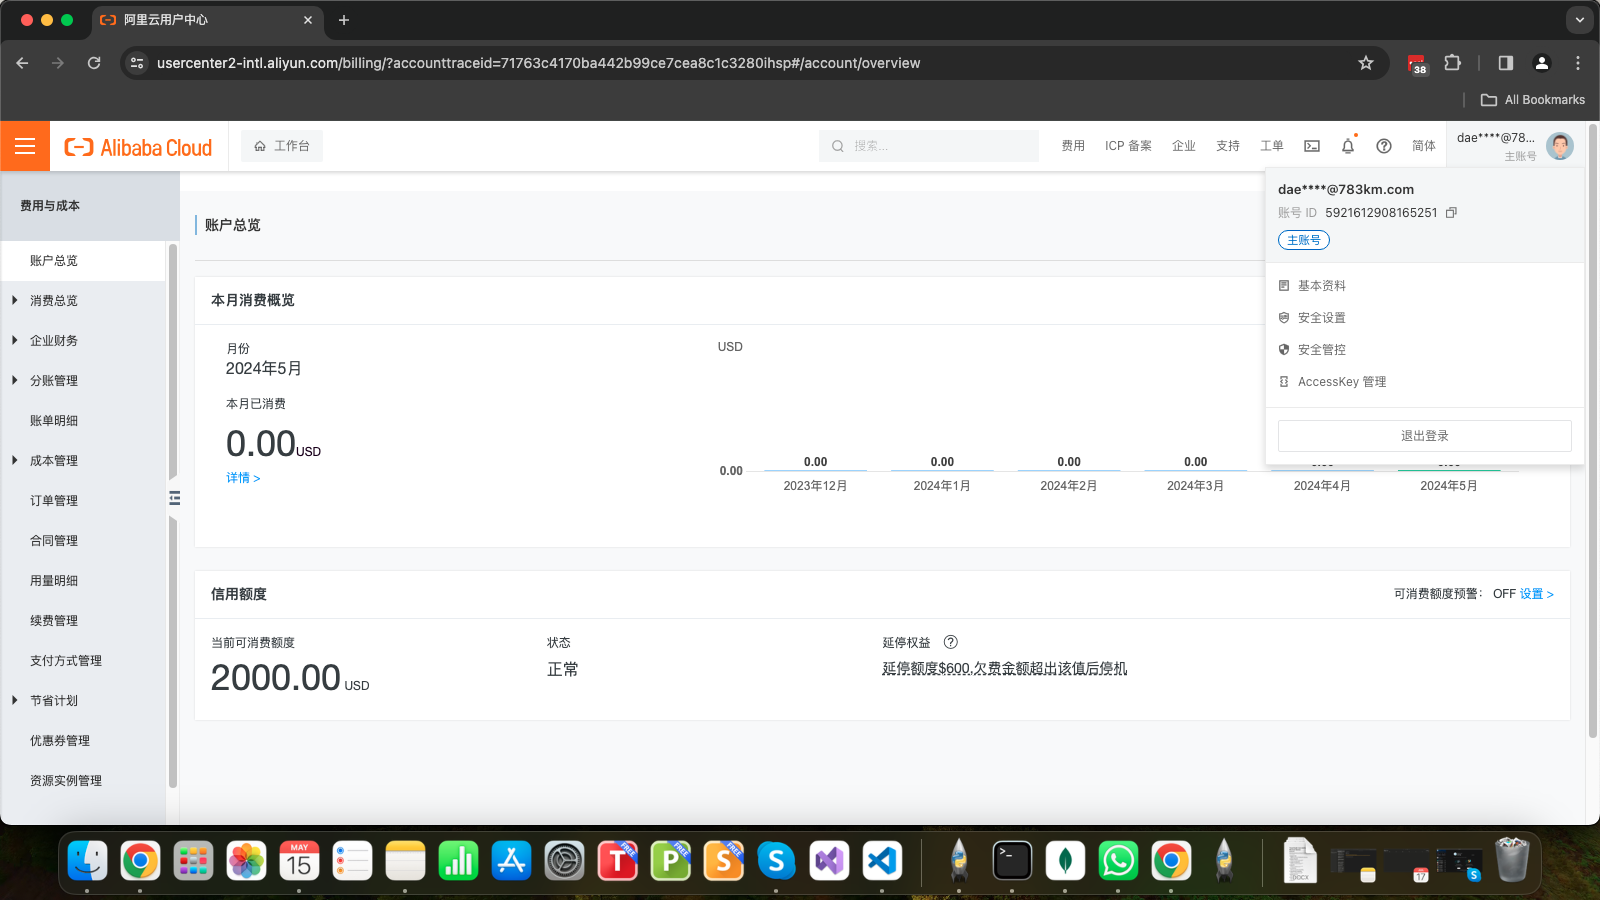 阿里云用户中心
usercenter2-intl.aliyun.com/billing/?accounttraceid=71763c4170ba442b99ce7cea8c1c3280ihsp#/account/overview
38
All Bookmarks
Alibaba Cloud
工作台
搜索...
费用
ICP 备案
企业
支持
工单
简体
dae****@78...
主账号
dae****@783km.com
账号 ID 5921612908165251
主账号
基本资料
安全设置
安全管控
AccessKey 管理
退出登录
费用与成本
账户总览
消费总览
企业财务
分账管理
账单明细
成本管理
订单管理
合同管理
用量明细
续费管理
支付方式管理
节省计划
优惠券管理
资源实例管理
账户总览
本月消费概览
月份
2024年5月
本月已消费
0.00USD
详情 >
USD
0.00
0.00
0.00
0.00
0.00
2023年12月
2024年1月
2024年2月
2024年3月
2024年4月
2024年5月
信用额度
可消费额度预警： OFF 设置 >
当前可消费额度
2000.00 USD
状态
正常
延停权益
延停额度$600,欠费金额超出该值后停机
MAY
15
FREE
T
FREE
P
FREE
S
S
>_
.DOCX
17
S